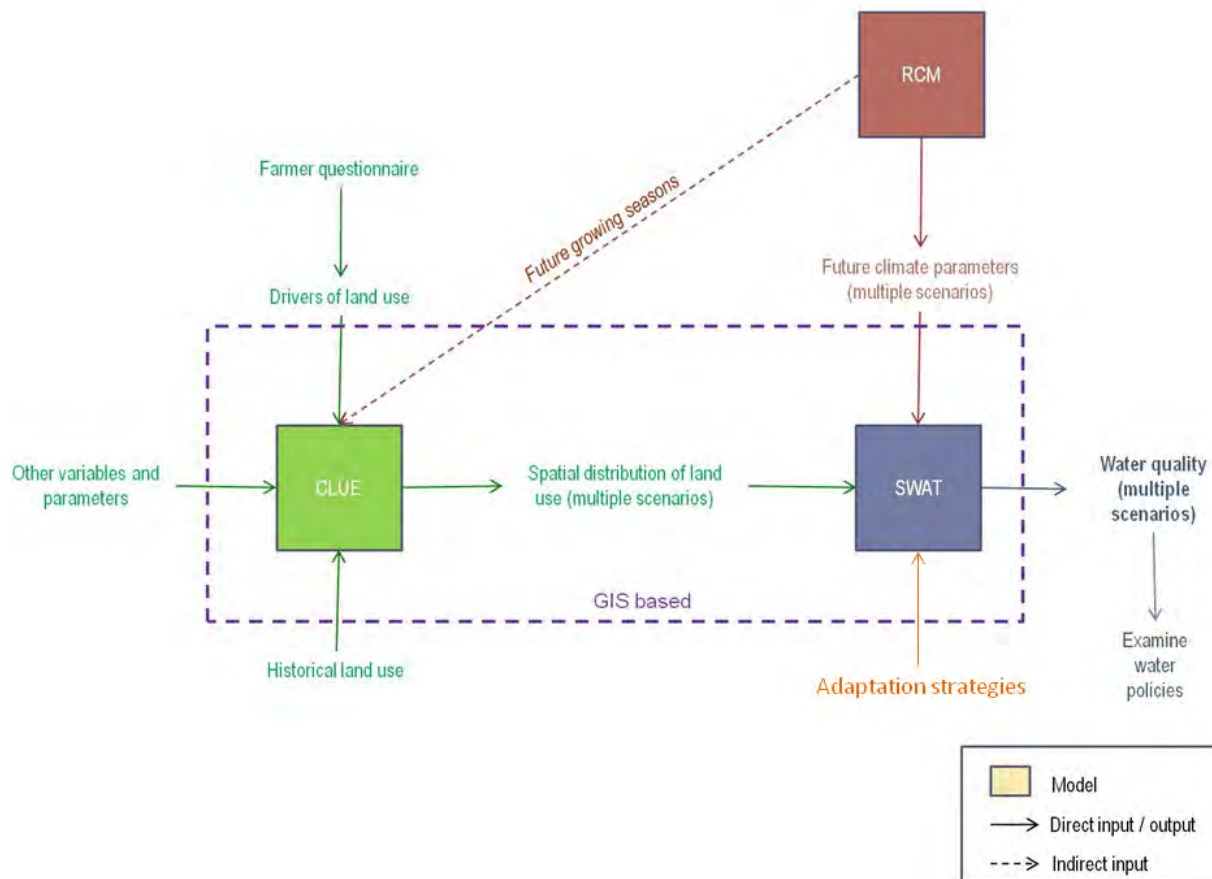 RCM
Farmer questionnaire
Future growing seasons
Future climate parameters
(multiple scenarios)
Drivers of land use
Other variables and
parameters
CLUE
Spatial distribution of land
use (multiple scenarios)
SWAT
Water quality
(multiple
scenarios)
GIS based
Historical land use
Adaptation strategies
Examine
water
policies
Model
Direct input / output
Indirect input